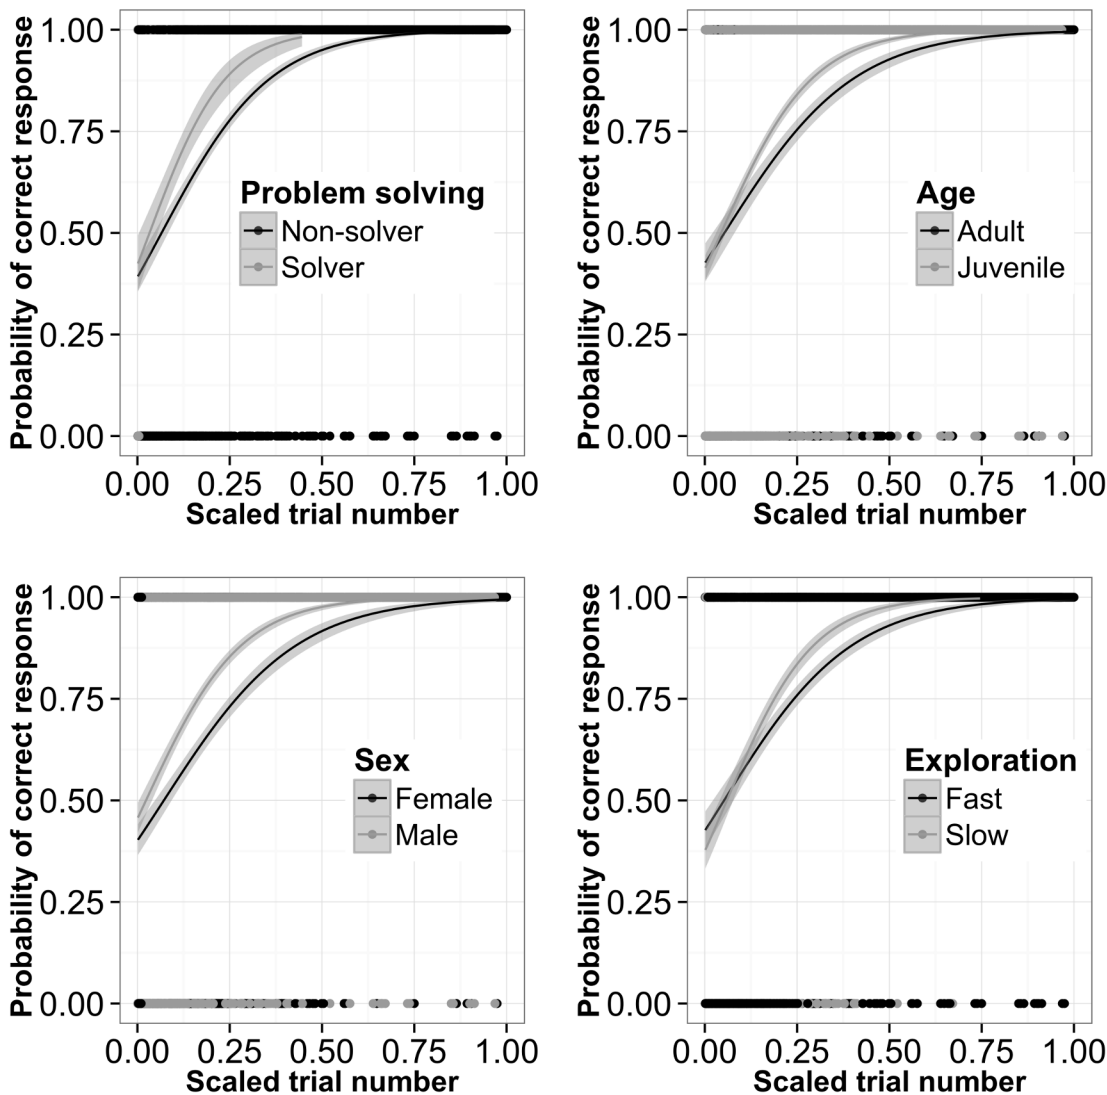 Probability of correct response
1.00
0.75
0.50
0.25
0.00
Problem solving
Non-solver
Solver
0.00 0.25 0.50 0.75 1.00
Scaled trial number
Probability of correct response
1.00
0.75
0.50
0.25
0.00
Age
Adult
Juvenile
0.00 0.25 0.50 0.75 1.00
Scaled trial number
Probability of correct response
1.00
0.75
0.50
0.25
0.00
Sex
Female
Male
0.00 0.25 0.50 0.75 1.00
Scaled trial number
Probability of correct response
1.00
0.75
0.50
0.25
0.00
Exploration
Fast
Slow
0.00 0.25 0.50 0.75 1.00
Scaled trial number